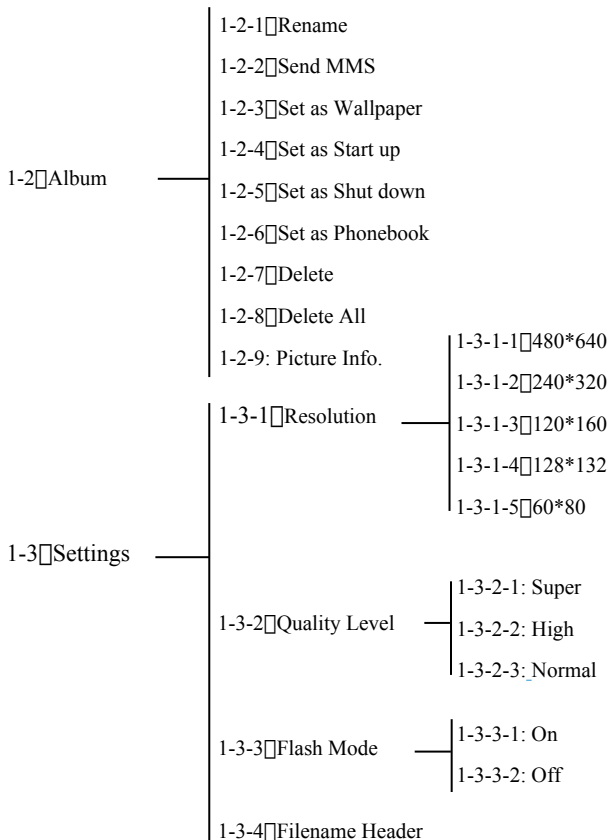 1-2-1▯Rename
1-2-2▯Send MMS
1-2-3▯Set as Wallpaper
1-2-4▯Set as Start up
1-2▯Album
1-2-5▯Set as Shut down
1-2-6▯Set as Phonebook
1-2-7▯Delete
1-2-8▯Delete All
1-2-9: Picture Info.
1-3▯Settings
1-3-1▯Resolution
1-3-1-1▯480*640
1-3-1-2▯240*320
1-3-1-3▯120*160
1-3-1-4▯128*132
1-3-1-5▯60*80
1-3-2▯Quality Level
1-3-2-1: Super
1-3-2-2: High
1-3-2-3: Normal
1-3-3▯Flash Mode
1-3-3-1: On
1-3-3-2: Off
1-3-4▯Filename Header